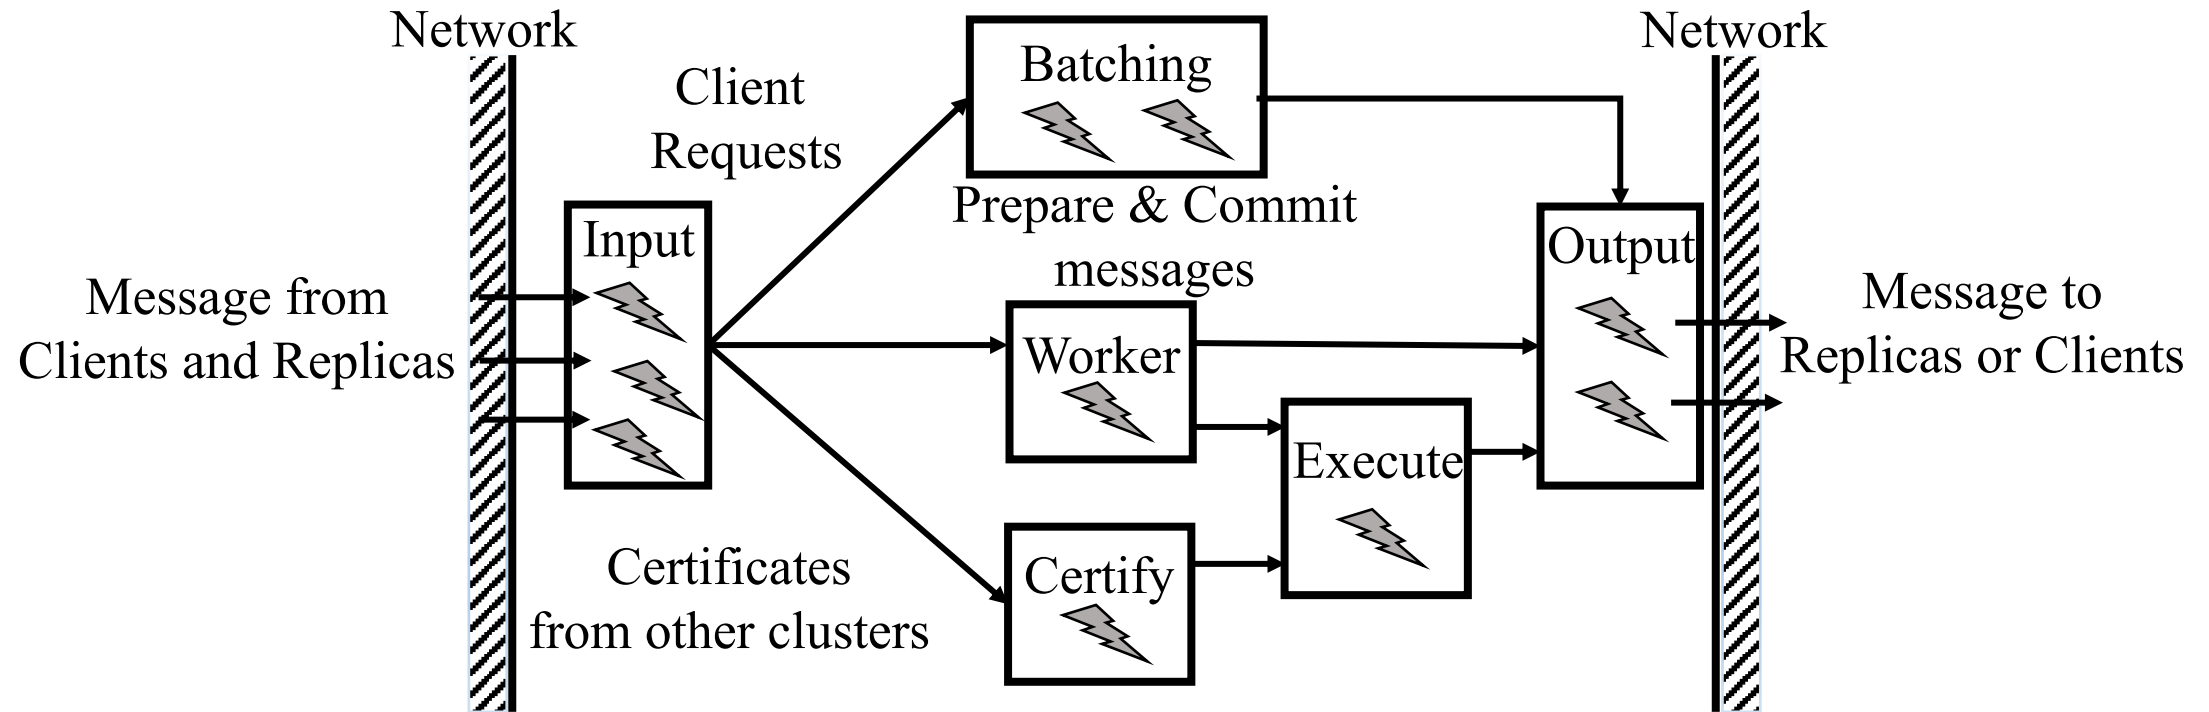 Network
Network
Batching
Client
Requests
Prepare & Commit
messages
Input
Output
Message from
Clients and Replicas
Message to
Replicas or Clients
Worker
Execute
Certificates
from other clusters
Certify